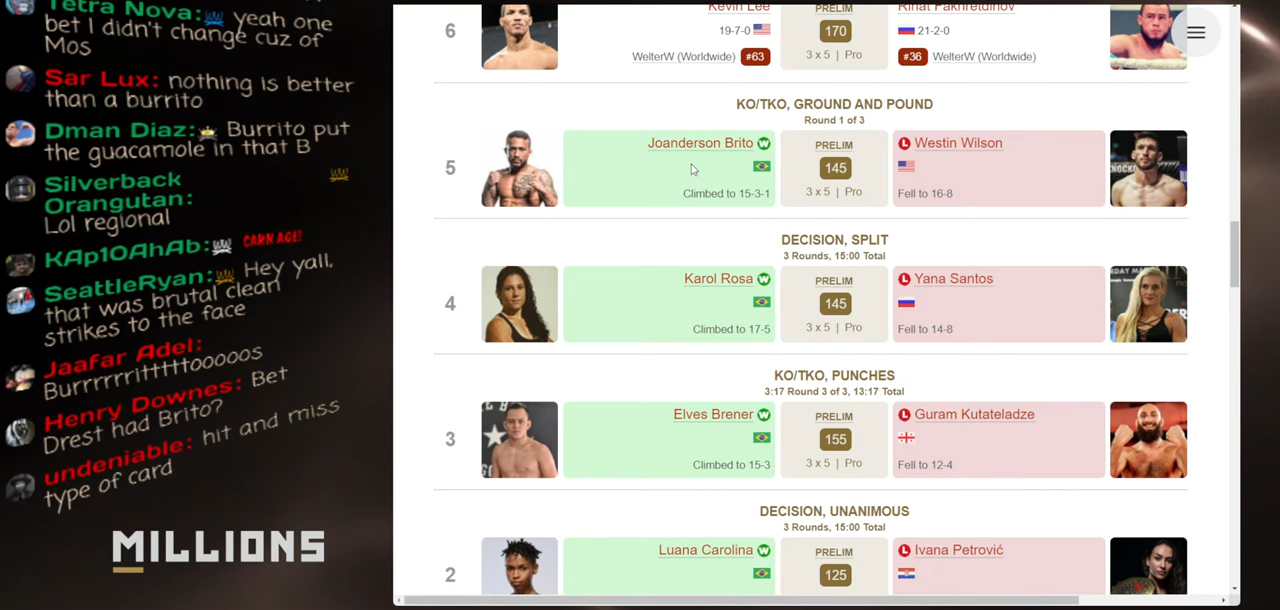 Tetra Nova: yeah one
bet I didn't change cuz of
Mos
Sar Lux: nothing is better
than a burrito
Dman Diaz: Burrito put
the guacamole in that B
Silverback
Orangutan:
Lol regional
KAp10AhAb: CARN AGE!
SeattleRyan: Hey yall,
that was brutal clean
strikes to the face
Jaafar Adel:
Burrrrrrittttttooooos
Henry Downes: Bet
Drest had Brito?
undeniable: hit and miss
type of card
MILLIONS
6
Kevin Lee
19-7-0
WelterW (Worldwide) #63
PRELIM
170
3 x 5 | Pro
Rinat Fakhretdinov
21-2-0
#36 WelterW (Worldwide)
KO/TKO, GROUND AND POUND
Round 1 of 3
5
Joanderson Brito W
Climbed to 15-3-1
PRELIM
145
3 x 5 | Pro
L Westin Wilson
Fell to 16-8
DECISION, SPLIT
3 Rounds, 15:00 Total
4
Karol Rosa W
Climbed to 17-5
PRELIM
145
3 x 5 | Pro
L Yana Santos
Fell to 14-8
KO/TKO, PUNCHES
3:17 Round 3 of 3, 13:17 Total
3
Elves Brener W
Climbed to 15-3
PRELIM
155
3 x 5 | Pro
L Guram Kutateladze
Fell to 12-4
DECISION, UNANIMOUS
3 Rounds, 15:00 Total
2
Luana Carolina W
PRELIM
125
L Ivana Petrović